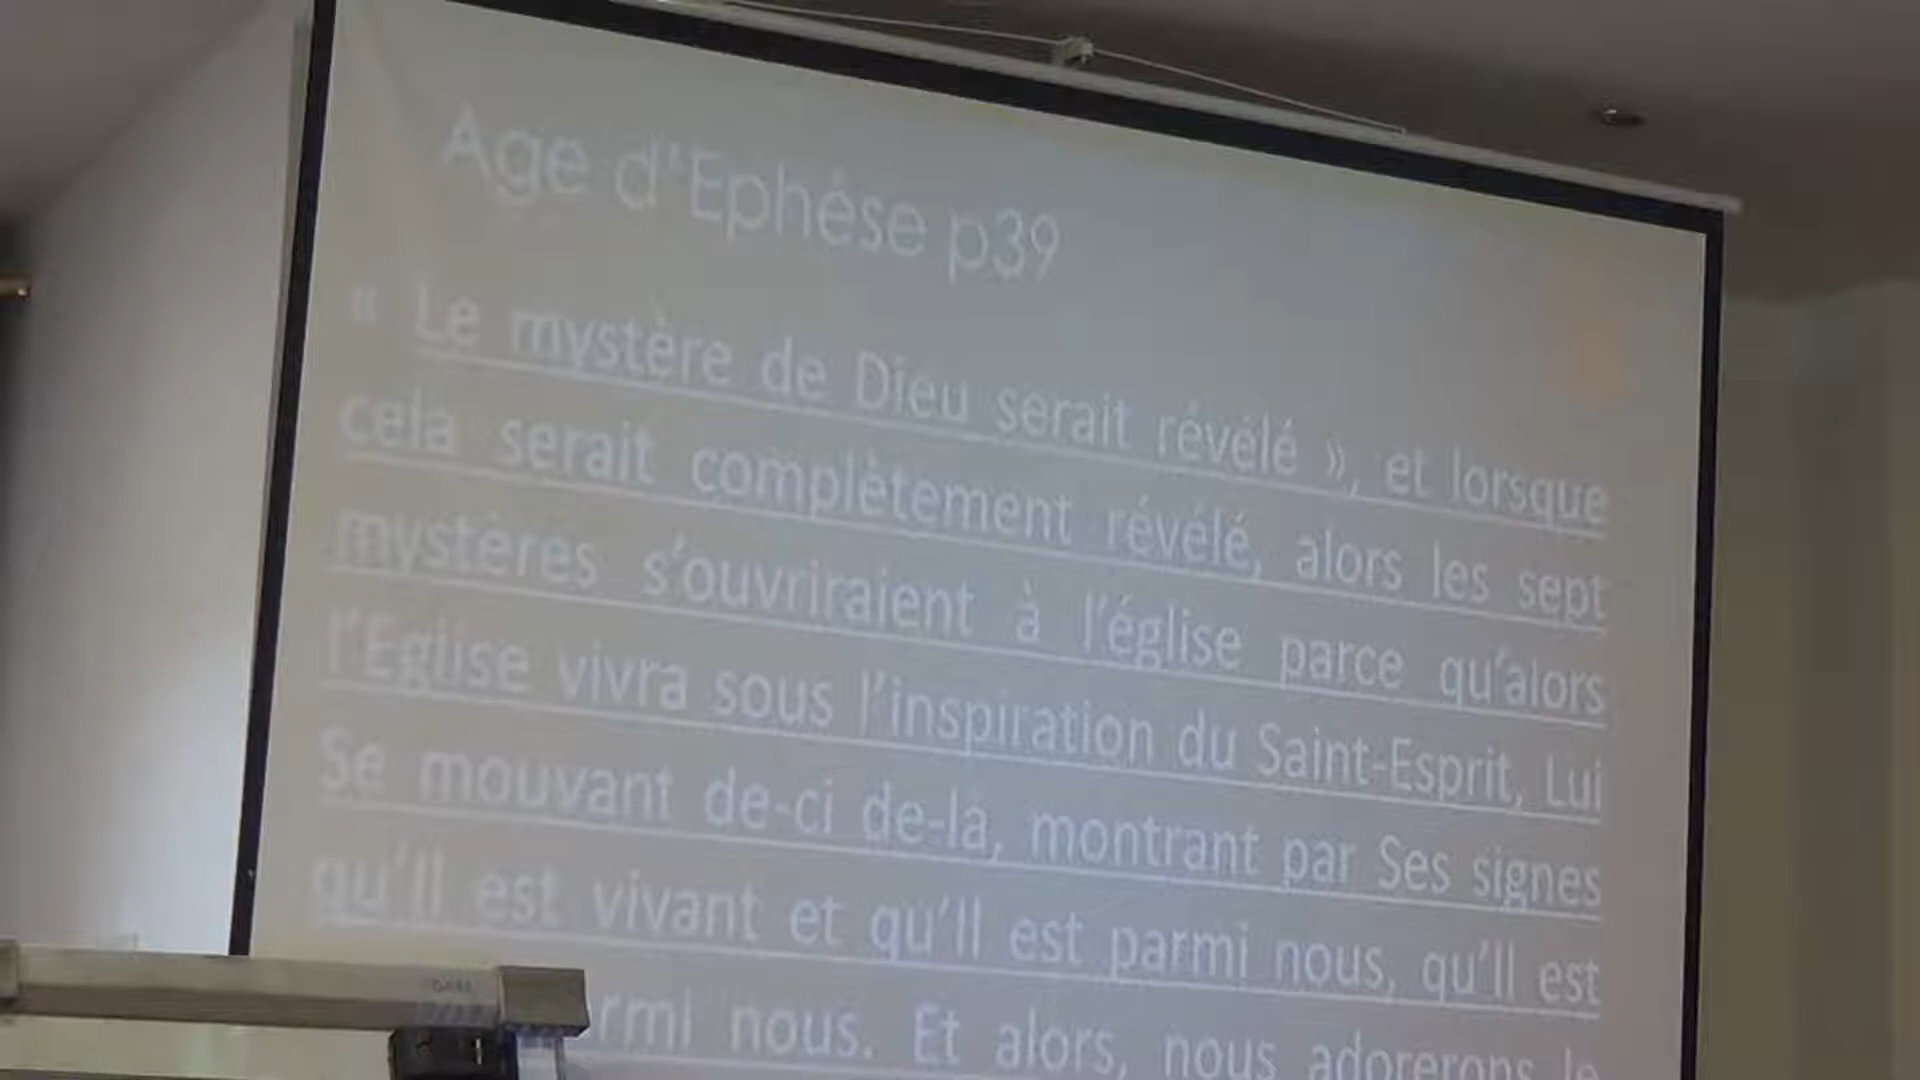 Age d'Ephèse p39
« Le mystère de Dieu serait révélé », et lorsque
cela serait complètement révélé, alors les sept
mystères s'ouvriraient à l'église parce qu'alors
l'Eglise vivra sous l'inspiration du Saint-Esprit, Lui
Se mouvant de-ci de-là, montrant par Ses signes
qu'Il est vivant et qu'Il est parmi nous, qu'Il est
rmi nous. Et alors, nous adorerons le